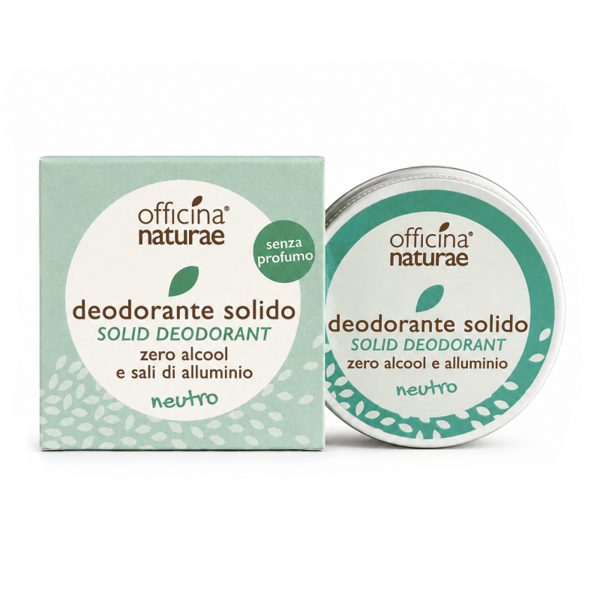 officina®
naturae
senza
profumo
deodorante solido
SOLID DEODORANT
zero alcool
e sali di alluminio
neutro
officina®
naturae
deodorante solido
SOLID DEODORANT
zero alcool e alluminio
neutro